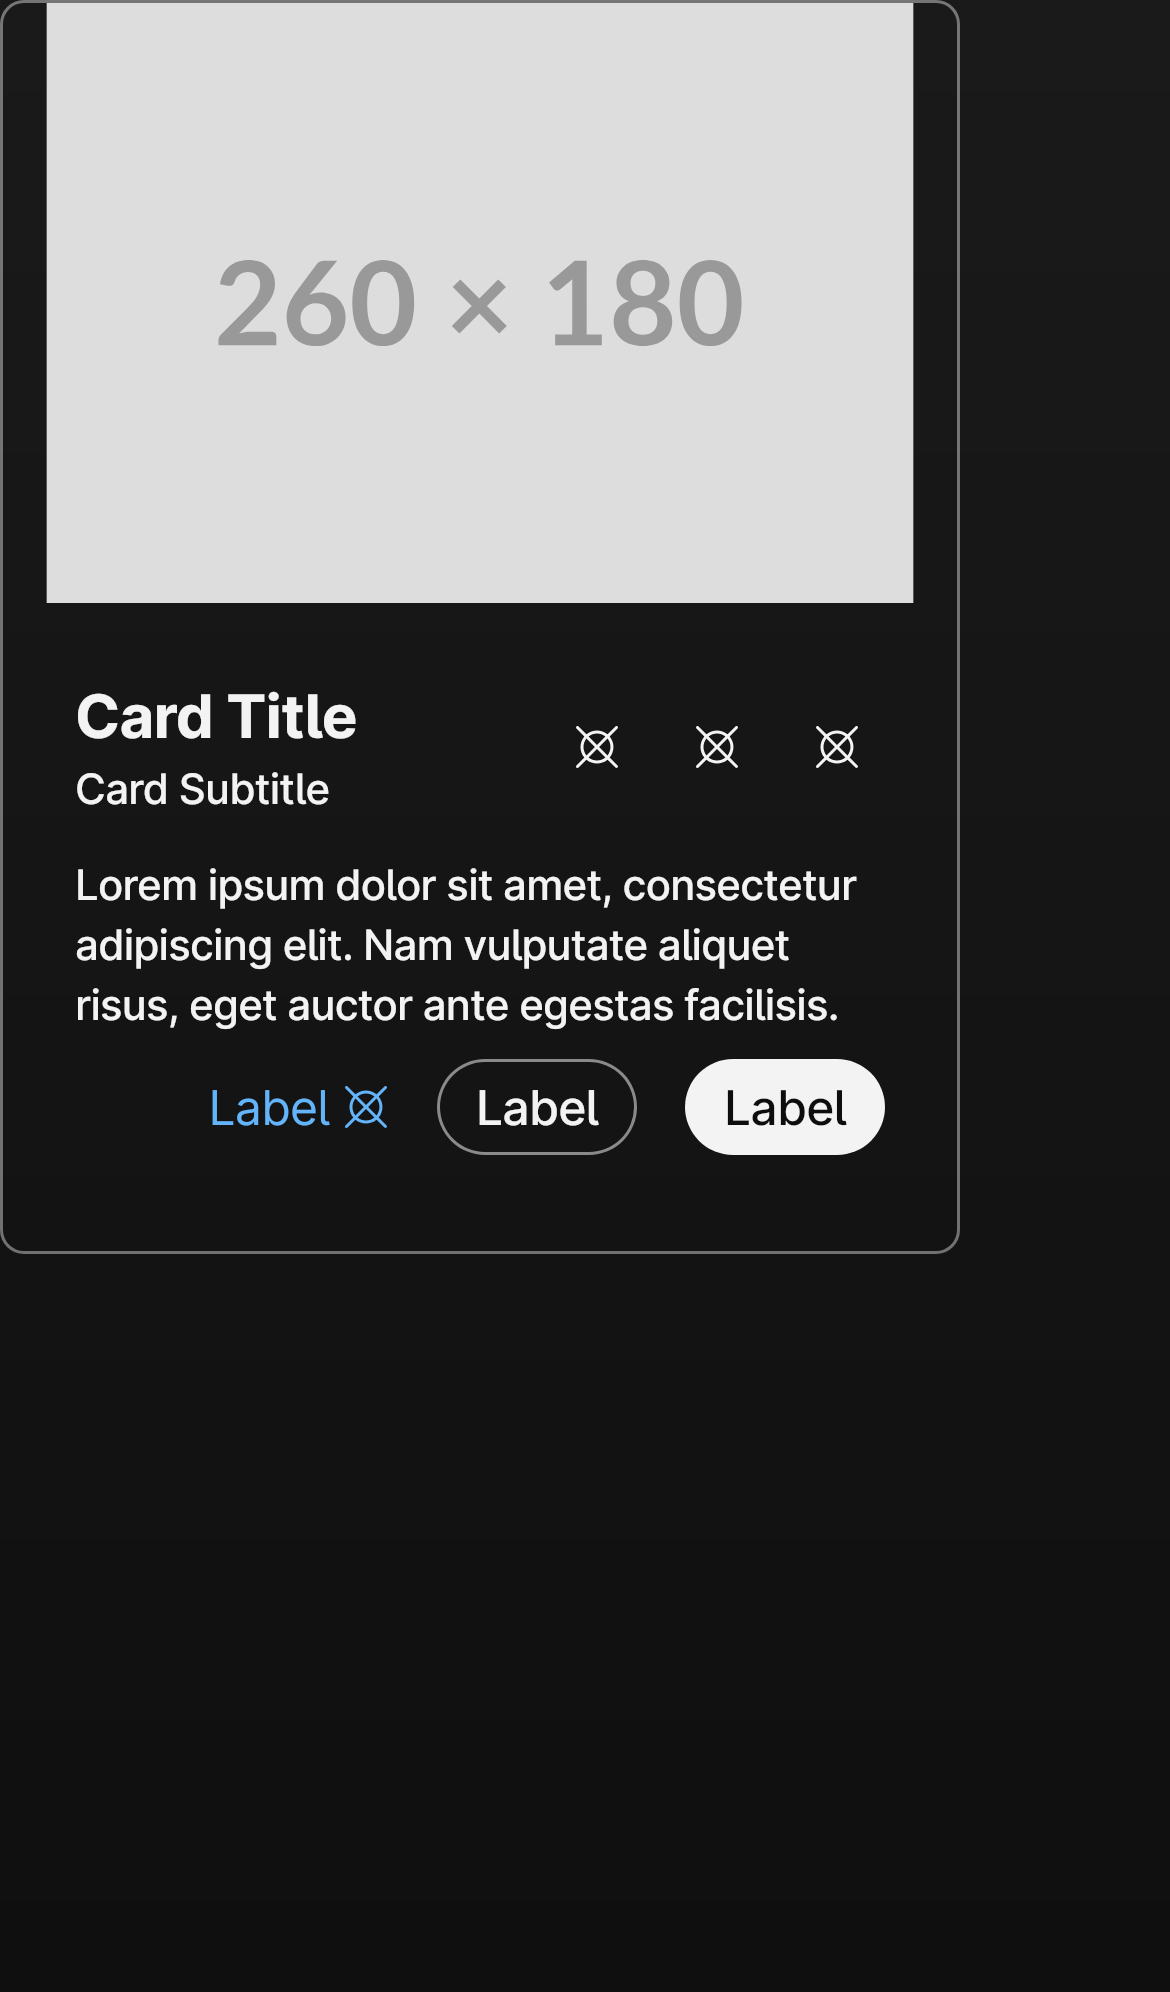 260 × 180
Card Title
Card Subtitle
Lorem ipsum dolor sit amet, consectetur
adipiscing elit. Nam vulputate aliquet
risus, eget auctor ante egestas facilisis.
Label Label Label